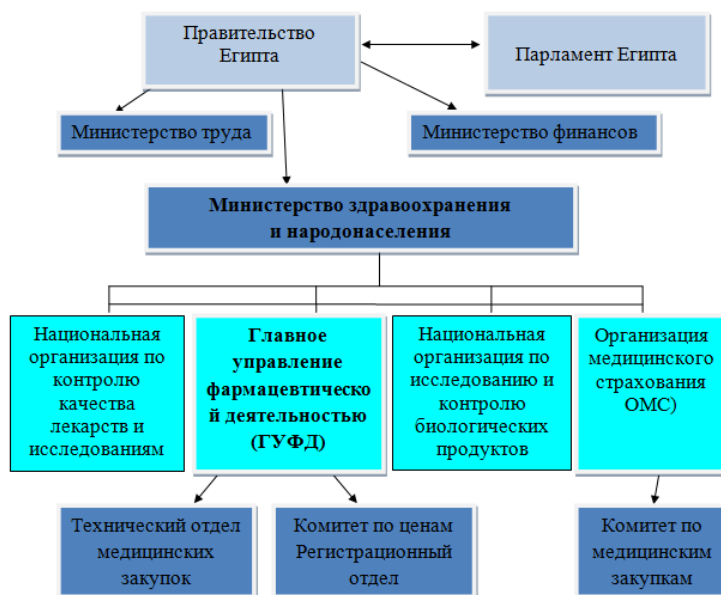 Правительство
Египта
Парламент Египта
Министерство труда
Министерство финансов
Министерство здравоохранения
и народонаселения
Национальная
организация по
контролю
качества
лекарств и
исследованиям
Главное
управление
фармацевтическо
й деятельностью
(ГУФД)
Национальная
организация по
исследованию и
контролю
биологических
продуктов
Организация
медицинского
страхования
ОМС)
Технический отдел
медицинских
закупок
Комитет по ценам
Регистрационный
отдел
Комитет по
медицинским
закупкам